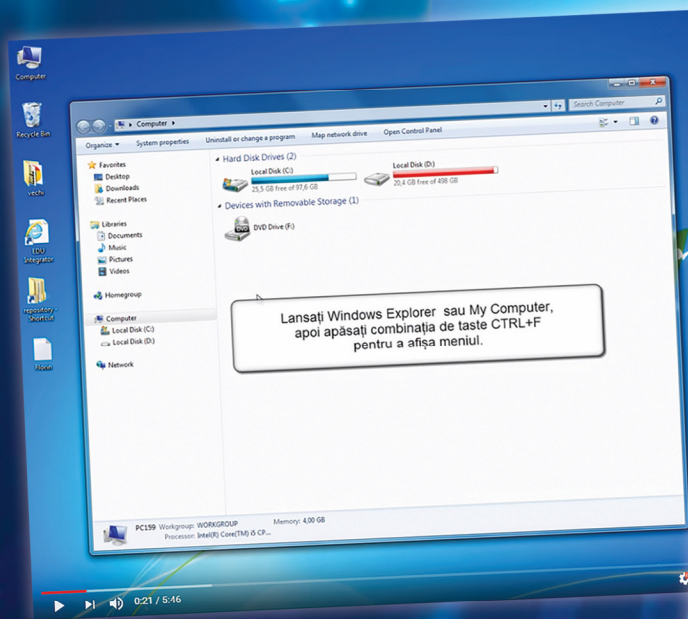 Computer
Recycle Bin
vechi
EDU
Integrator
repository -
Shortcut
Florin
Computer
Search Computer
Organize
System properties
Uninstall or change a program
Map network drive
Open Control Panel
Favorites
Desktop
Downloads
Recent Places
Libraries
Documents
Music
Pictures
Videos
Homegroup
Computer
Local Disk (C:)
Local Disk (D:)
Network
Hard Disk Drives (2)
Local Disk (C:)
25,5 GB free of 97,6 GB
Local Disk (D:)
20,4 GB free of 498 GB
Devices with Removable Storage (1)
DVD
DVD Drive (F:)
Lansați Windows Explorer sau My Computer,
apoi apăsați combinația de taste CTRL+F
pentru a afișa meniul.
PC159 Workgroup: WORKGROUP Memory: 4,00 GB
Processor: Intel(R) Core(TM) i5 CP...
0:21 / 5:46